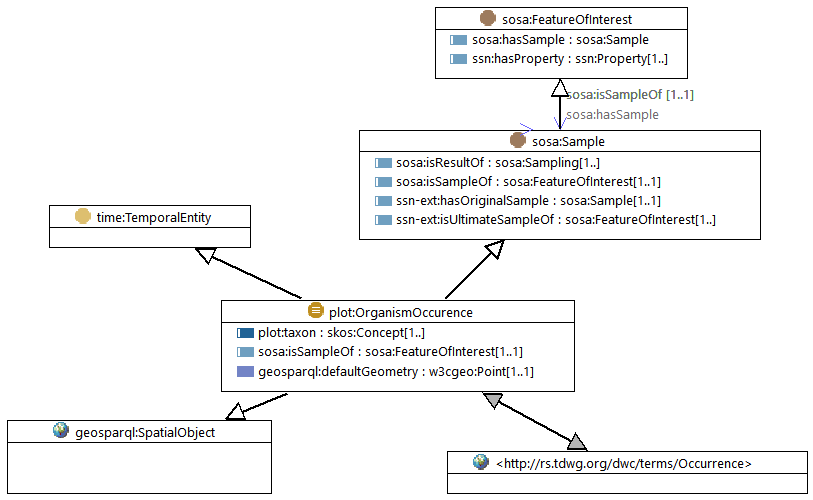 sosa:FeatureOfInterest
sosa:hasSample : sosa:Sample
ssn:hasProperty : ssn:Property[1..]
sosa:isSampleOf [1..1]
sosa:hasSample
sosa:Sample
sosa:isResultOf : sosa:Sampling[1..]
sosa:isSampleOf : sosa:FeatureOfInterest[1..1]
ssn-ext:hasOriginalSample : sosa:Sample[1..1]
ssn-ext:isUltimateSampleOf : sosa:FeatureOfInterest[1..]
time:TemporalEntity
plot:OrganismOccurence
plot:taxon : skos:Concept[1..]
sosa:isSampleOf : sosa:FeatureOfInterest[1..1]
geosparql:defaultGeometry : w3cgeo:Point[1..1]
geosparql:SpatialObject
<http://rs.tdwg.org/dwc/terms/Occurrence>